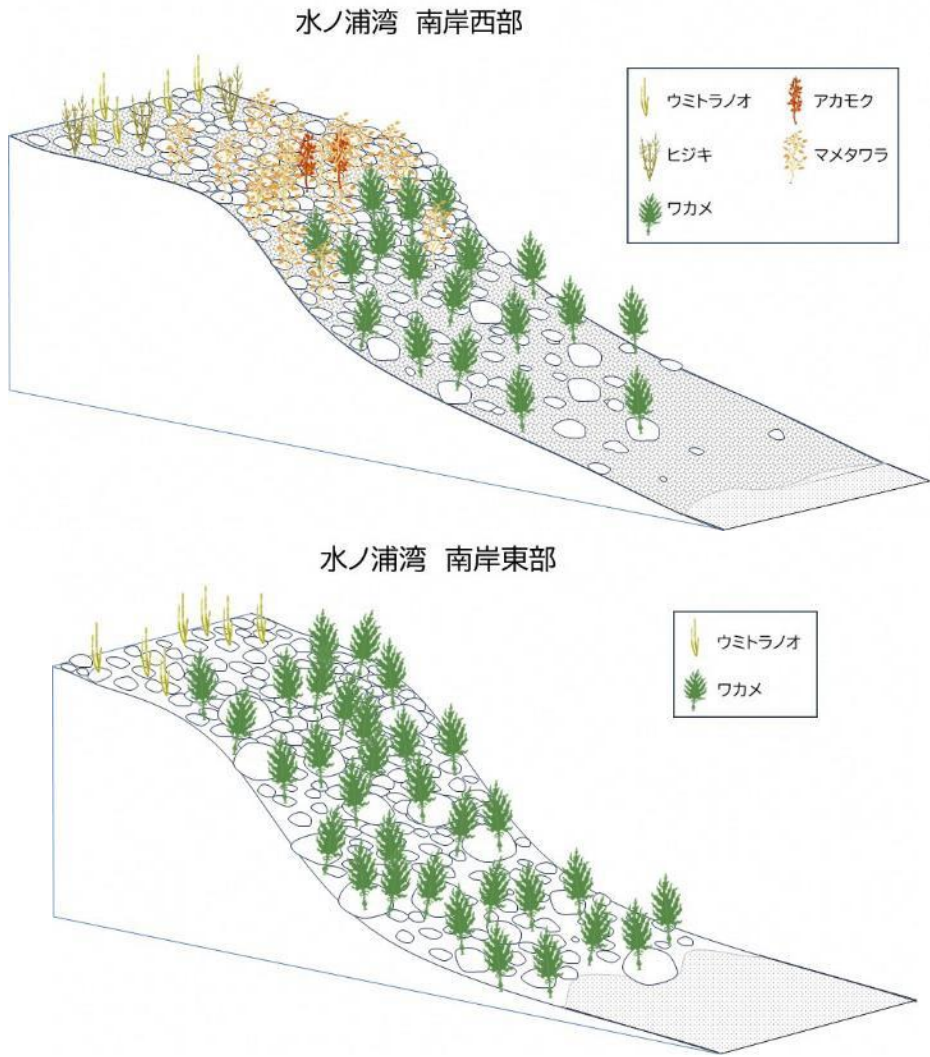 水ノ浦湾 南岸西部
ウミトラノオ
アカモク
ヒジキ
マメタワラ
ワカメ
水ノ浦湾 南岸東部
ウミトラノオ
ワカメ